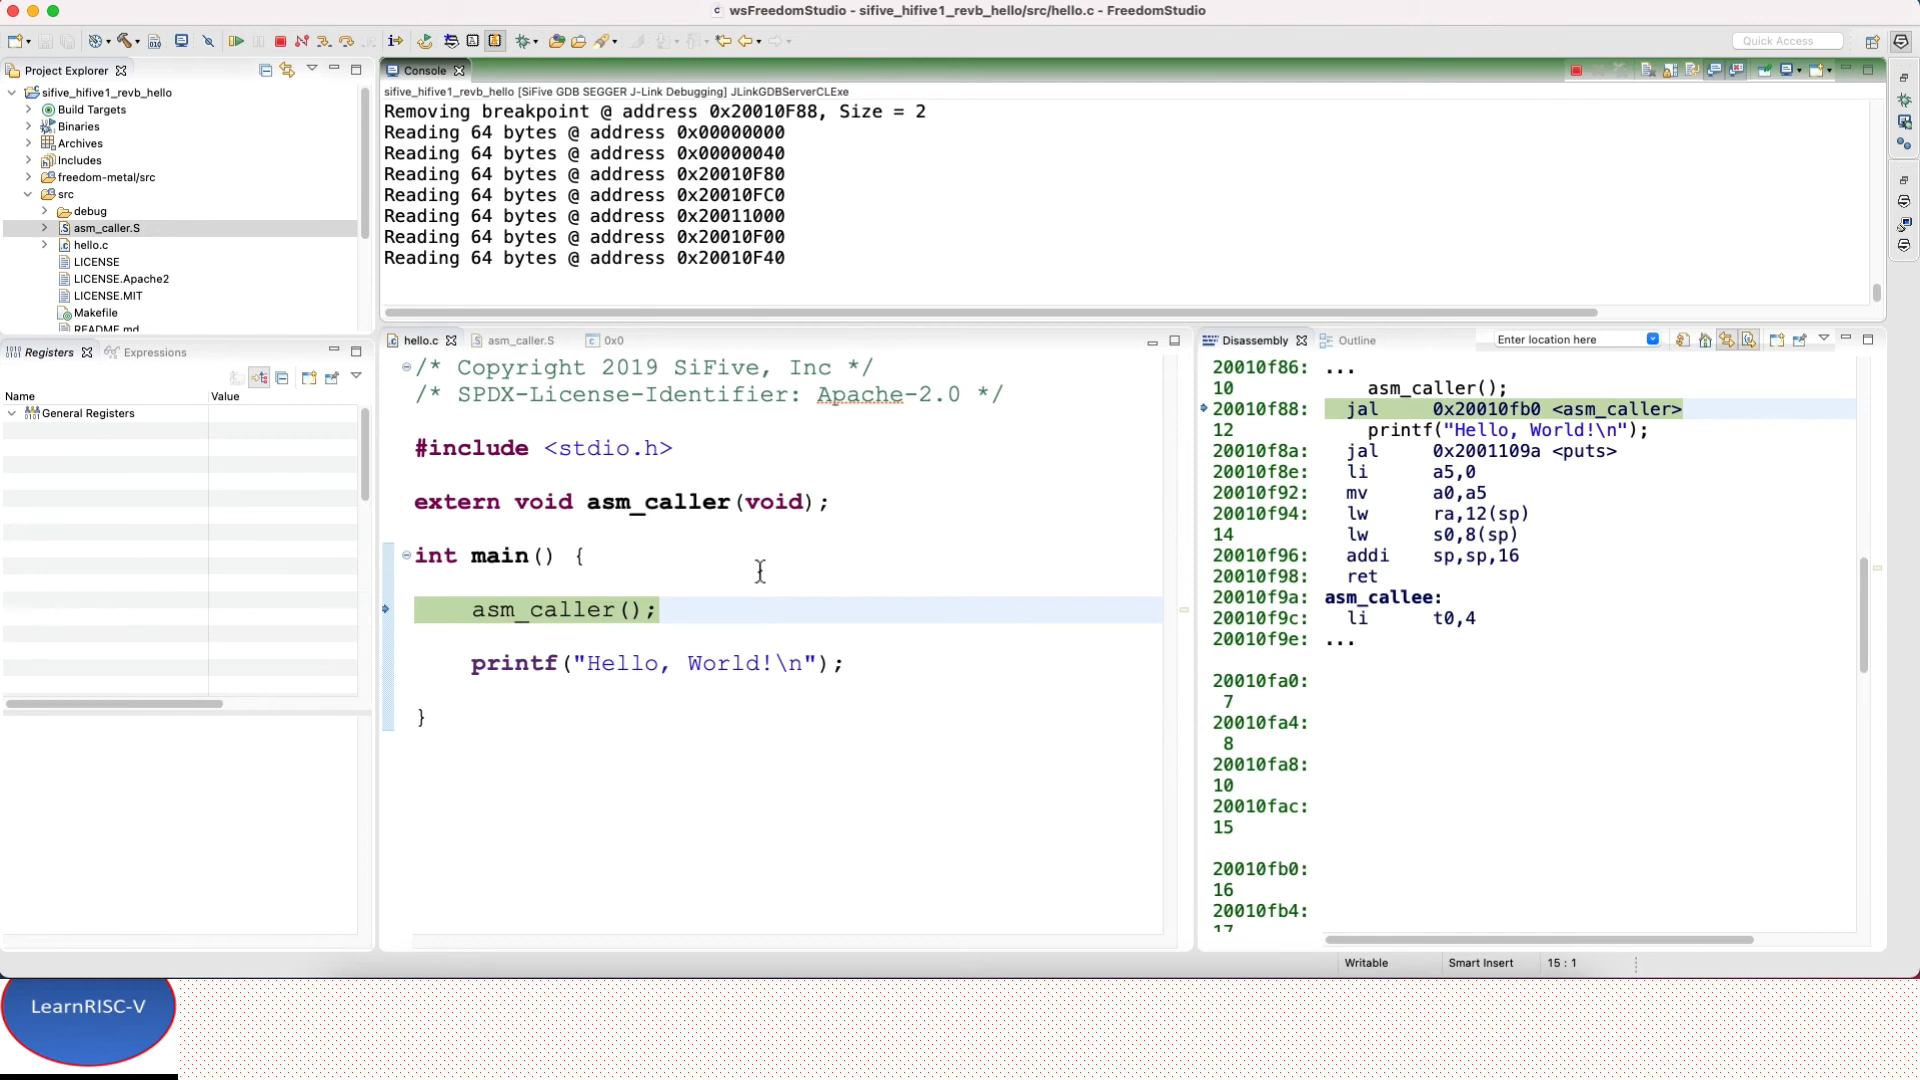 wsFreedomStudio - sifive_hifive1_revb_hello/src/hello.c - FreedomStudio
Quick Access
Project Explorer
sifive_hifive1_revb_hello
Build Targets
Binaries
Archives
Includes
freedom-metal/src
src
debug
asm_caller.S
hello.c
LICENSE
LICENSE.Apache2
LICENSE.MIT
Makefile
README.md
Console
sifive_hifive1_revb_hello [SiFive GDB SEGGER J-Link Debugging] JLinkGDBServerCLExe
Removing breakpoint @ address 0x20010F88, Size = 2
Reading 64 bytes @ address 0x00000000
Reading 64 bytes @ address 0x00000040
Reading 64 bytes @ address 0x20010F80
Reading 64 bytes @ address 0x20010FC0
Reading 64 bytes @ address 0x20011000
Reading 64 bytes @ address 0x20010F00
Reading 64 bytes @ address 0x20010F40
Registers Expressions
Name Value
General Registers
hello.c asm_caller.S 0x0
/* Copyright 2019 SiFive, Inc */
/* SPDX-License-Identifier: Apache-2.0 */
#include <stdio.h>
extern void asm_caller(void);
int main() {
asm_caller();
printf("Hello, World!\n");
}
Disassembly Outline Enter location here
20010f86: ...
10 asm_caller();
20010f88: jal 0x20010fb0 <asm_caller>
12 printf("Hello, World!\n");
20010f8a: jal 0x2001109a <puts>
20010f8e: li a5,0
20010f92: mv a0,a5
20010f94: lw ra,12(sp)
14 lw s0,8(sp)
20010f96: addi sp,sp,16
20010f98: ret
20010f9a: asm_callee:
20010f9c: li t0,4
20010f9e: ...
20010fa0:
7
20010fa4:
8
20010fa8:
10
20010fac:
15
20010fb0:
16
20010fb4:
17
Writable Smart Insert 15 : 1
LearnRISC-V